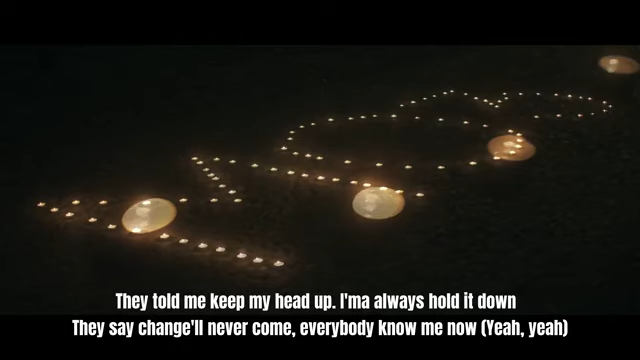 They told me keep my head up. I'ma always hold it down
They say change'll never come, everybody know me now (Yeah, yeah)